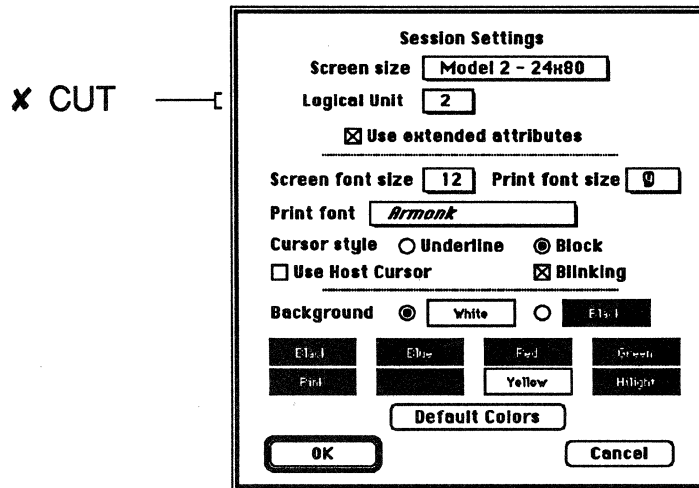 Session Settings
Screen size Model 2 - 24x80
✘ CUT
Logical Unit 2
Use extended attributes
Screen font size 12 Print font size 9
Print font Armonk
Cursor style Underline Block
Use Host Cursor Blinking
Background White Black
Black Blue Red Green
Pink Yellow Hilight
Default Colors
OK Cancel